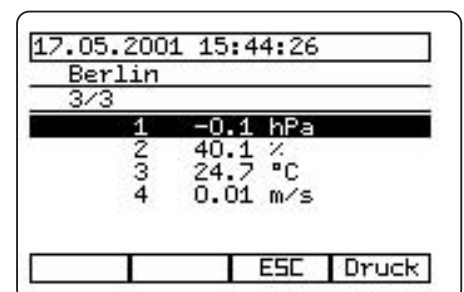 17.05.2001 15:44:26
Berlin
3/3
1 -0.1 hPa
2 40.1 %
3 24.7 °C
4 0.01 m/s
ESC Druck